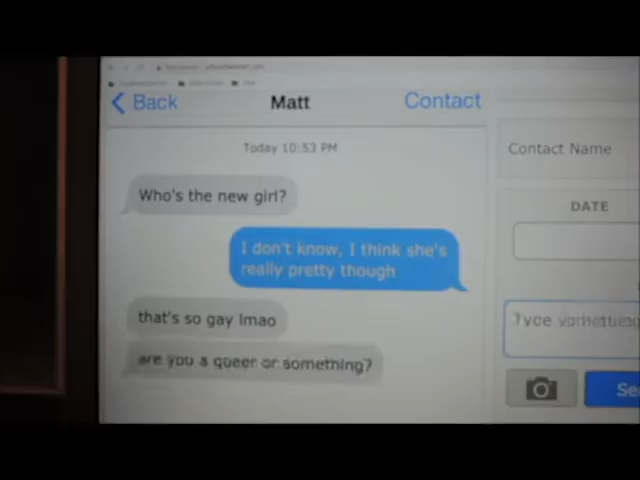 Back
Matt
Contact
Today 10:53 PM
Who's the new girl?
I don't know, I think she's
really pretty though
that's so gay lmao
are you a queer or something?
Contact Name
DATE